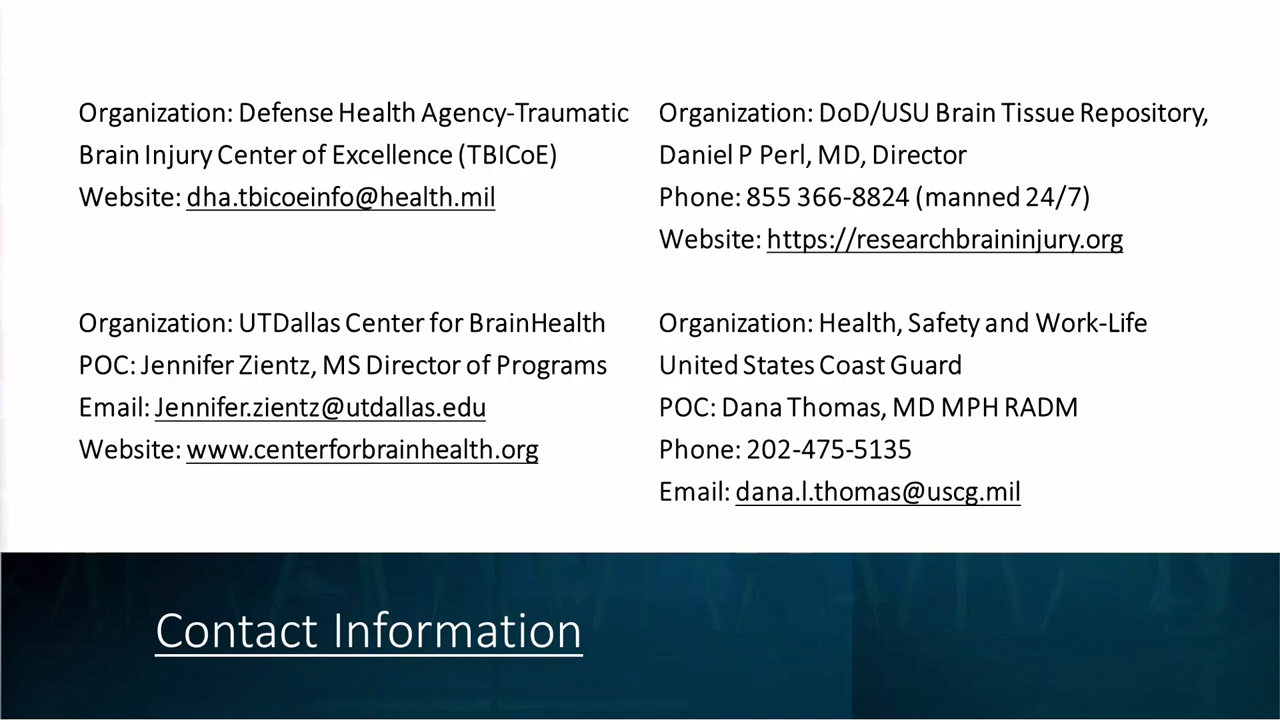 Organization: Defense Health Agency-Traumatic
Brain Injury Center of Excellence (TBICoE)
Website: dha.tbicoeinfo@health.mil
Organization: UTDallas Center for BrainHealth
POC: Jennifer Zientz, MS Director of Programs
Email: Jennifer.zientz@utdallas.edu
Website: www.centerforbrainhealth.org
Organization: DoD/USU Brain Tissue Repository,
Daniel P Perl, MD, Director
Phone: 855 366-8824 (manned 24/7)
Website: https://researchbraininjury.org
Organization: Health, Safety and Work-Life
United States Coast Guard
POC: Dana Thomas, MD MPH RADM
Phone: 202-475-5135
Email: dana.l.thomas@uscg.mil
Contact Information